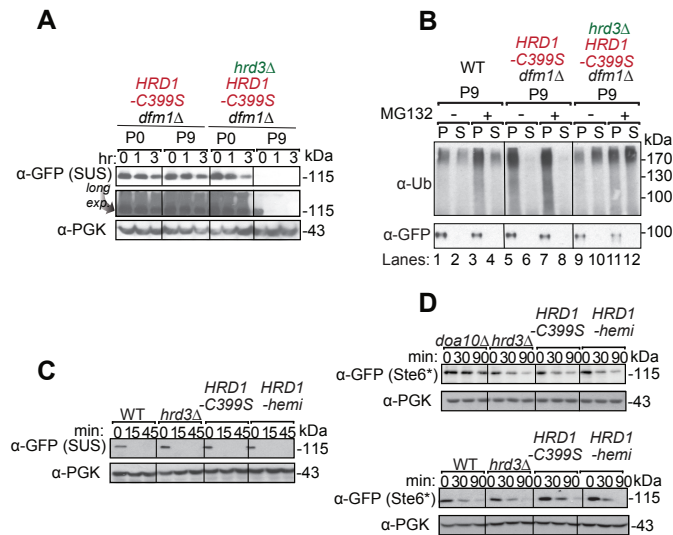 A
HRD1
-C399S
dfm1Δ
hrd3Δ
HRD1
-C399S
dfm1Δ
P0 P9 P0 P9
hr: 0 1 3 0 1 3 0 1 3 0 1 3 kDa
α-GFP (SUS) -115
long
exp. -115
α-PGK -43
B
WT
HRD1
-C399S
dfm1Δ
hrd3Δ
HRD1
-C399S
dfm1Δ
P9 P9 P9
MG132 - + - + - +
P S P S P S P S P S P S kDa
α-Ub
-170
-130
-100
α-GFP -100
Lanes: 1 2 3 4 5 6 7 8 9 10 11 12
C
WT hrd3Δ HRD1
-C399S HRD1
-hemi
min: 0 15 45 0 15 45 0 15 45 0 15 45 kDa
α-GFP (SUS) -115
α-PGK -43
D
doa10Δ hrd3Δ HRD1
-C399S HRD1
-hemi
min: 0 30 90 0 30 90 0 30 90 0 30 90 kDa
α-GFP (Ste6*) -115
α-PGK -43
WT hrd3Δ HRD1
-C399S HRD1
-hemi
min: 0 30 90 0 30 90 0 30 90 0 30 90 kDa
α-GFP (Ste6*) -115
α-PGK -43